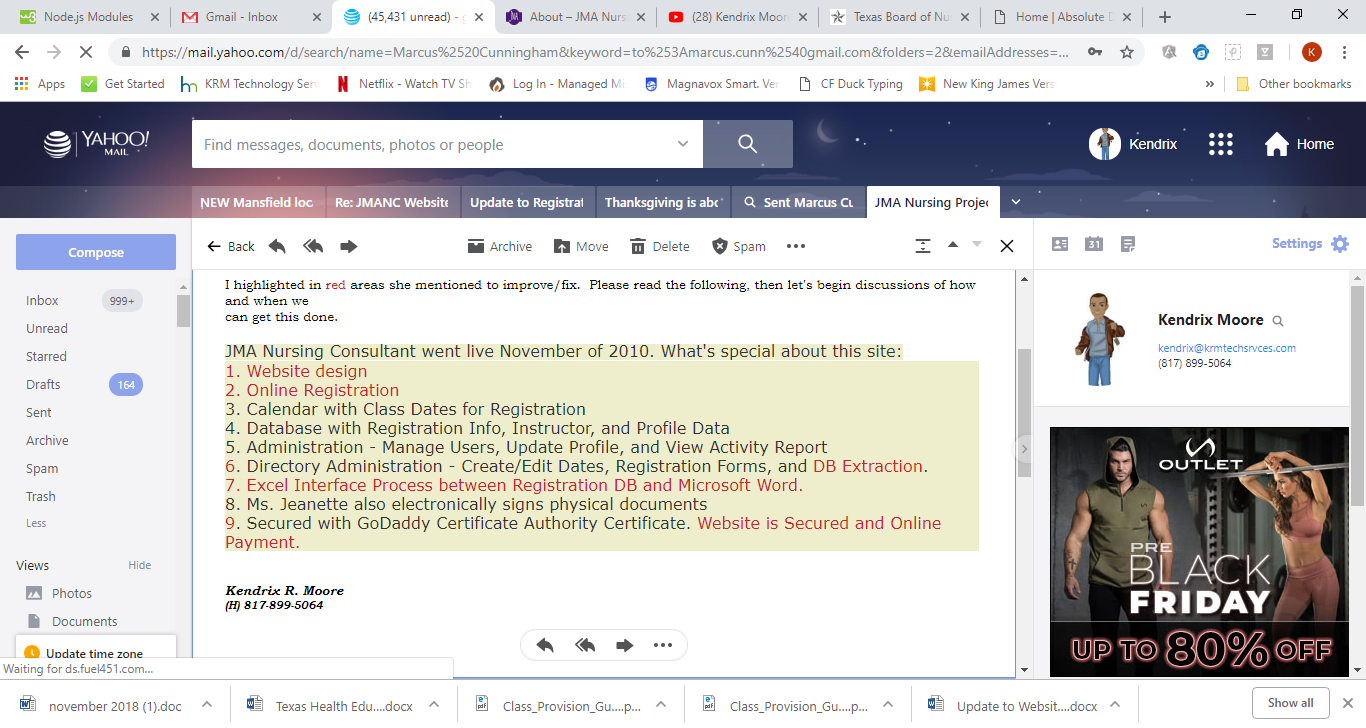 Node.js Modules
Gmail - Inbox
(45,431 unread) -
About – JMA Nurs
(28) Kendrix Moor
Texas Board of Nu
Home | Absolute D
https://mail.yahoo.com/d/search/name=Marcus%2520Cunningham&keyword=to%253Amarcus.cunn%2540gmail.com&folders=2&emailAddresses=...
K
Apps
Get Started
KRM Technology Serv
Netflix - Watch TV Sh
Log In - Managed Mi
Magnavox Smart. Ver
CF Duck Typing
New King James Vers
»
Other bookmarks
YAHOO!
MAIL
Find messages, documents, photos or people
Kendrix
Home
NEW Mansfield loc
Re: JMANC Website
Update to Registrat
Thanksgiving is abo
Sent Marcus Cu
JMA Nursing Projec
Compose
Back
Archive
Move
Delete
Spam
31
Settings
Inbox
999+
Unread
Starred
Drafts
164
Sent
Archive
Spam
Trash
Less
Views
Hide
Photos
Documents
Update time zone
I highlighted in red areas she mentioned to improve/fix.  Please read the following, then let's begin discussions of how
and when we
can get this done.
JMA Nursing Consultant went live November of 2010. What's special about this site:
1. Website design
2. Online Registration
3. Calendar with Class Dates for Registration
4. Database with Registration Info, Instructor, and Profile Data
5. Administration - Manage Users, Update Profile, and View Activity Report
6. Directory Administration - Create/Edit Dates, Registration Forms, and DB Extraction.
7. Excel Interface Process between Registration DB and Microsoft Word.
8. Ms. Jeanette also electronically signs physical documents
9. Secured with GoDaddy Certificate Authority Certificate. Website is Secured and Online
Payment.
Kendrix R. Moore
(H) 817-899-5064
Kendrix Moore
kendrix@krmtechsrvces.com
(817) 899-5064
OUTLET
PRE
BLACK
FRIDAY
UP TO 80% OFF
Waiting for ds.fuel451.com...
november 2018 (1).doc
Texas Health Edu....docx
Class_Provision_Gu....p...
Class_Provision_Gu....p...
Update to Websit....docx
Show all